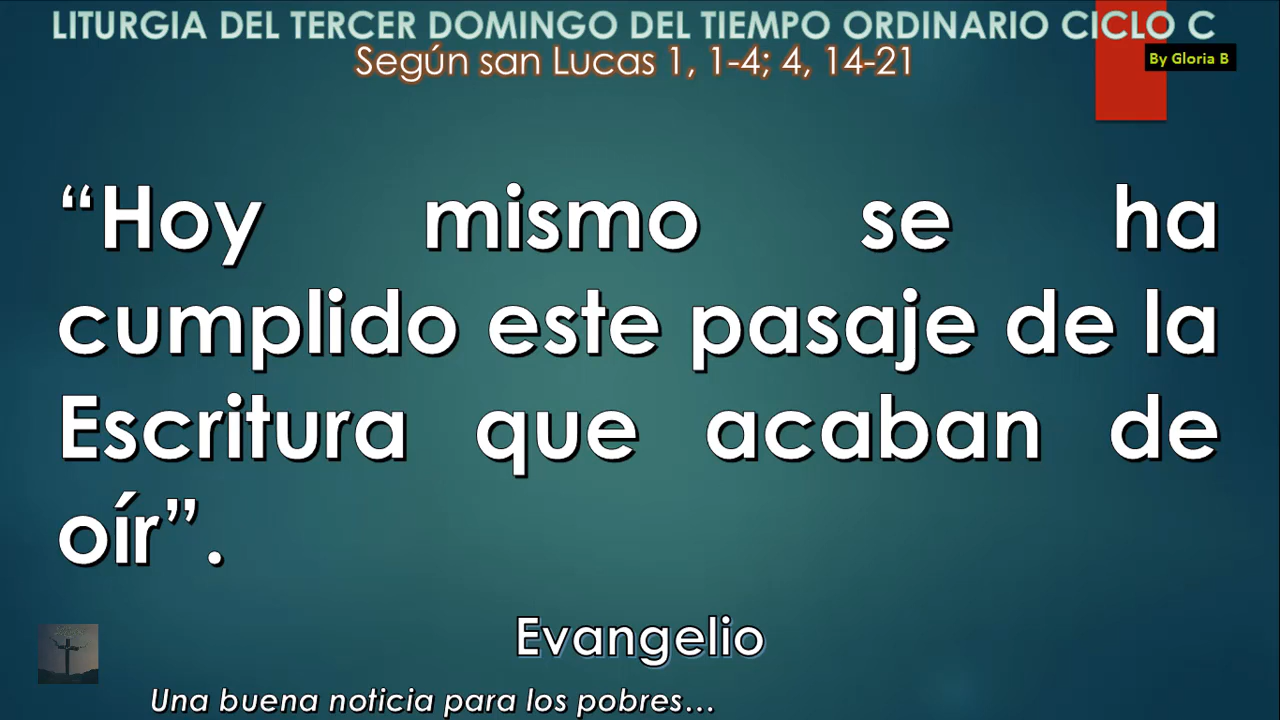 LITURGIA DEL TERCER DOMINGO DEL TIEMPO ORDINARIO CICLO C
Según san Lucas 1, 1-4; 4, 14-21
By Gloria B
“Hoy mismo se ha
cumplido este pasaje de la
Escritura que acaban de
oír”.
Evangelio
Una buena noticia para los pobres...